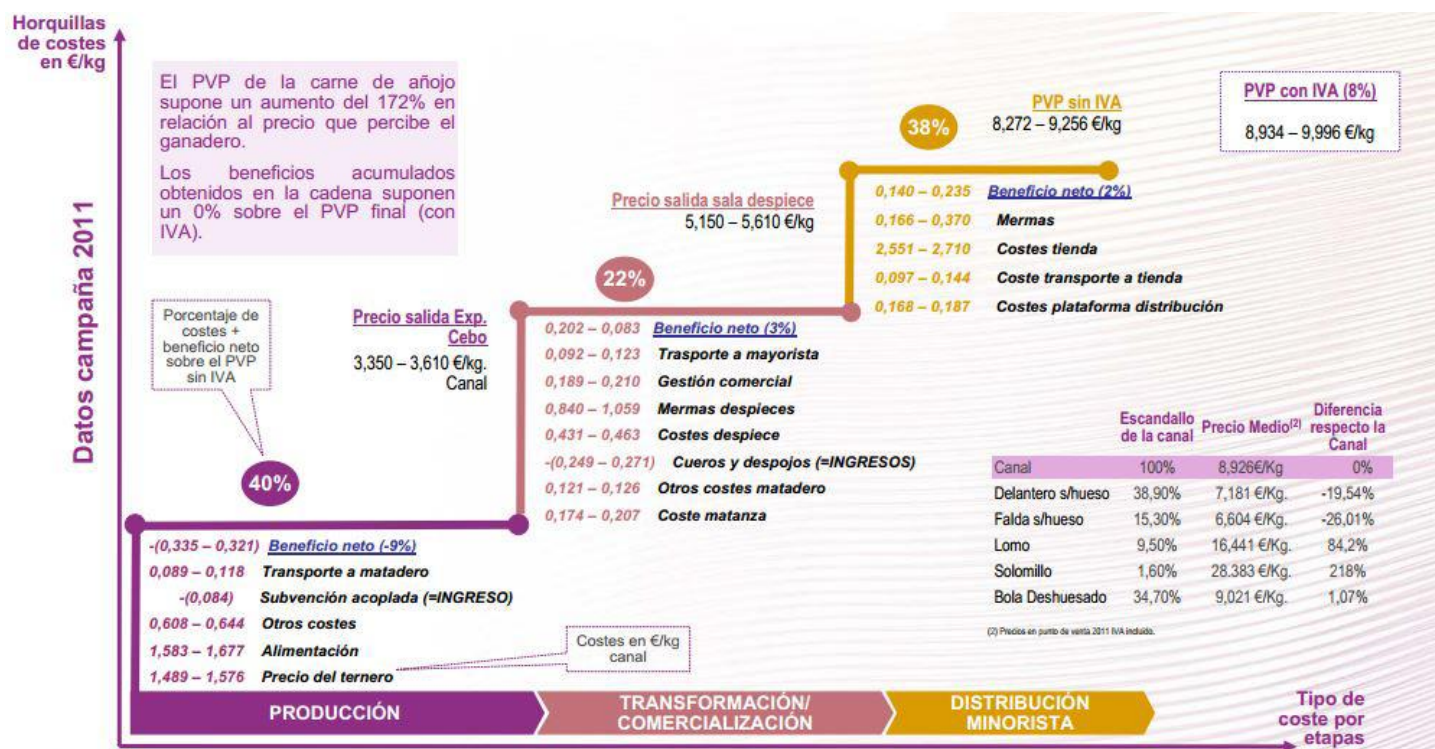 Horquillas
de costes
en €/kg
Datos campaña 2011
El PVP de la carne de añojo
supone un aumento del 172% en
relación al precio que percibe el
ganadero.
Los beneficios acumulados
obtenidos en la cadena suponen
un 0% sobre el PVP final (con
IVA).
Porcentaje de
costes +
beneficio neto
sobre el PVP
sin IVA
40%
Precio salida Exp.
Cebo
3,350 – 3,610 €/kg.
Canal
-(0,335 – 0,321) Beneficio neto (-9%)
0,089 – 0,118 Transporte a matadero
-(0,084) Subvención acoplada (=INGRESO)
0,608 – 0,644 Otros costes
1,583 – 1,677 Alimentación
1,489 – 1,576 Precio del ternero
Costes en €/kg
canal
22%
Precio salida sala despiece
5,150 – 5,610 €/kg
0,202 – 0,083 Beneficio neto (3%)
0,092 – 0,123 Trasporte a mayorista
0,189 – 0,210 Gestión comercial
0,840 – 1,059 Mermas despieces
0,431 – 0,463 Costes despiece
-(0,249 – 0,271) Cueros y despojos (=INGRESOS)
0,121 – 0,126 Otros costes matadero
0,174 – 0,207 Coste matanza
38%
PVP sin IVA
8,272 – 9,256 €/kg
PVP con IVA (8%)
8,934 – 9,996 €/kg
0,140 – 0,235 Beneficio neto (2%)
0,166 – 0,370 Mermas
2,551 – 2,710 Costes tienda
0,097 – 0,144 Coste transporte a tienda
0,168 – 0,187 Costes plataforma distribución
Escandallo de la canal Precio Medio(2) Diferencia respecto la Canal
Canal 100% 8,926€/Kg 0%
Delantero s/hueso 38,90% 7,181 €/Kg. -19,54%
Falda s/hueso 15,30% 6,604 €/Kg. -26,01%
Lomo 9,50% 16,441 €/Kg. 84,2%
Solomillo 1,60% 28.383 €/Kg. 218%
Bola Deshuesado 34,70% 9,021 €/Kg. 1,07%
(2) Precios en punto de venta 2011 IVA incluido.
PRODUCCIÓN
TRANSFORMACIÓN/
COMERCIALIZACIÓN
DISTRIBUCIÓN
MINORISTA
Tipo de
coste por
etapas